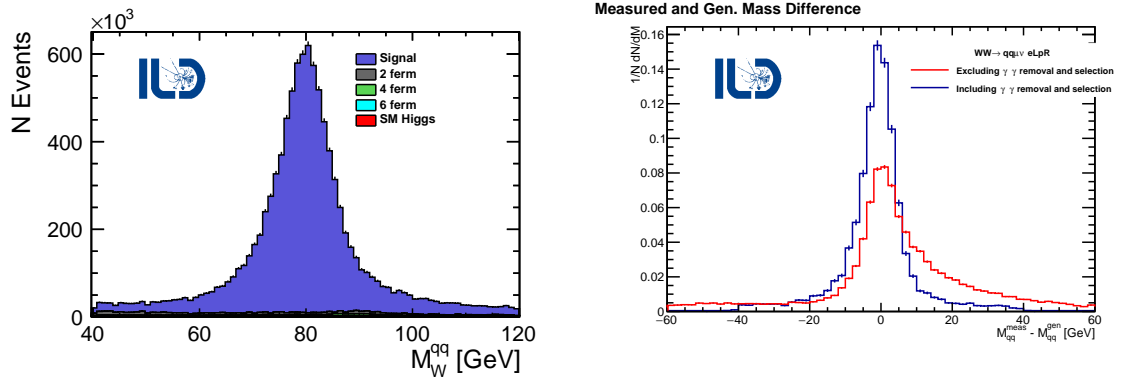 ×10³
N Events
600
400
200
0
40 60 80 100 120
M_W^qq [GeV]
ILD
Signal
2 ferm
4 ferm
6 ferm
SM Higgs
Measured and Gen. Mass Difference
1/N dN/dM
0.16
0.14
0.12
0.1
0.08
0.06
0.04
0.02
0
−60 −40 −20 0 20 40 60
M_qq^meas - M_qq^gen [GeV]
ILD
WW→ qqμν eLpR
Excluding γ γ removal and selection
Including γ γ removal and selection